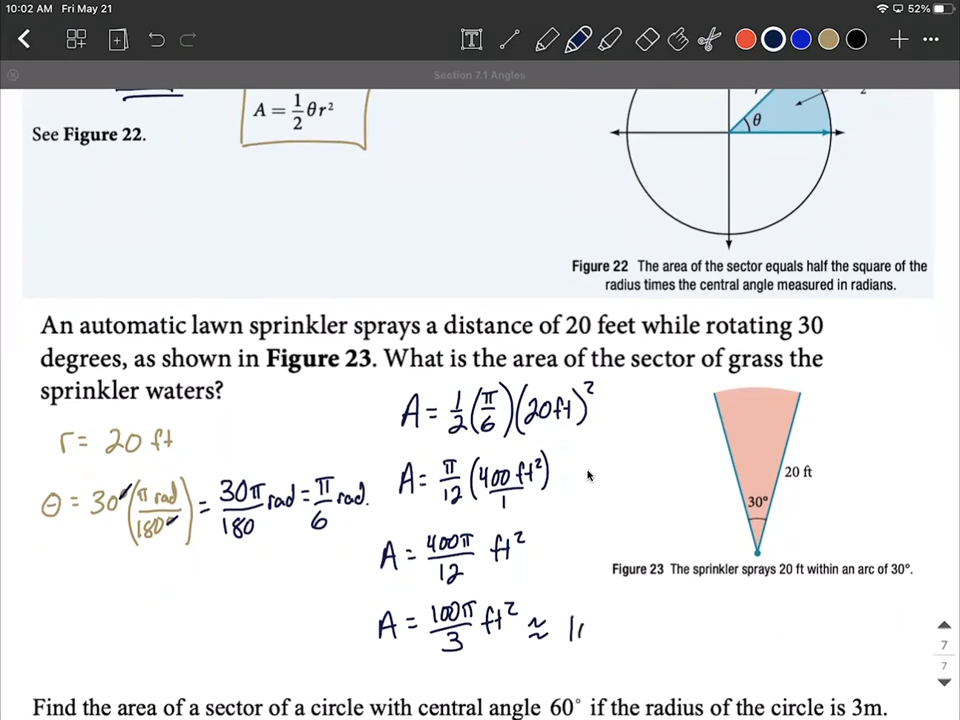 10:02 AM Fri May 21
52%
Section 7.1 Angles
A = 1/2 θr²
See Figure 22.
θ
Figure 22 The area of the sector equals half the square of the
radius times the central angle measured in radians.
An automatic lawn sprinkler sprays a distance of 20 feet while rotating 30
degrees, as shown in Figure 23. What is the area of the sector of grass the
sprinkler waters?
r = 20 ft
θ = 30° (π rad / 180°) = 30π/180 rad = π/6 rad.
A = 1/2 (π/6)(20ft)²
A = π/12 (400 ft²/1)
A = 400π/12 ft²
A = 100π/3 ft² ≈
20 ft
30°
Figure 23 The sprinkler sprays 20 ft within an arc of 30°.
7
7
Find the area of a sector of a circle with central angle 60° if the radius of the circle is 3m.